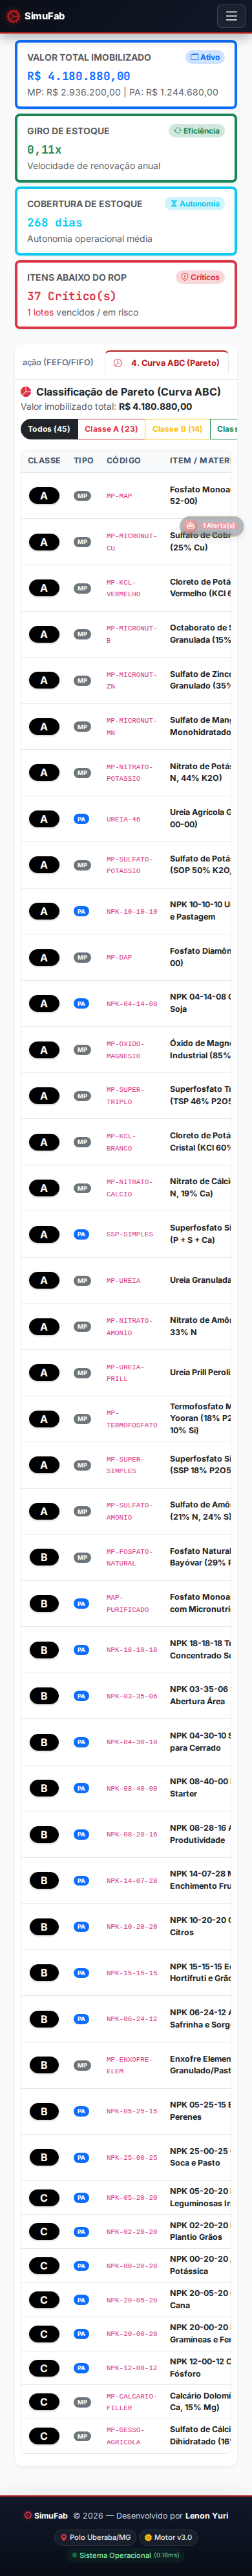 SimuFab
VALOR TOTAL IMOBILIZADO
Ativo
R$ 4.180.880,00
MP: R$ 2.936.200,00 | PA: R$ 1.244.680,00
GIRO DE ESTOQUE
Eficiência
0,11x
Velocidade de renovação anual
COBERTURA DE ESTOQUE
Autonomia
268 dias
Autonomia operacional média
ITENS ABAIXO DO ROP
Críticos
37 Crítico(s)
1 lotes vencidos / em risco
ação (FEFO/FIFO)
4. Curva ABC (Pareto)
Classificação de Pareto (Curva ABC)
Valor imobilizado total: R$ 4.180.880,00
Todos (45) Classe A (23) Classe B (14) Class
CLASSE TIPO CÓDIGO ITEM / MATER
A MP MP-MAP Fosfato Monoa
52-00)
1 Alerta(s)
A MP MP-MICRONUT-CU Sulfato de Cob
(25% Cu)
A MP MP-KCL-VERMELHO Cloreto de Potá
Vermelho (KCl 6
A MP MP-MICRONUT-B Octaborato de S
Granulada (15%
A MP MP-MICRONUT-ZN Sulfato de Zinco
Granulado (35%
A MP MP-MICRONUT-MN Sulfato de Mang
Monohidratado
A MP MP-NITRATO-POTASSIO Nitrato de Potás
N, 44% K2O)
A PA UREIA-46 Ureia Agrícola G
00-00)
A MP MP-SULFATO-POTASSIO Sulfato de Potá
(SOP 50% K2O,
A PA NPK-10-10-10 NPK 10-10-10 U
e Pastagem
A MP MP-DAP Fosfato Diamôn
00)
A PA NPK-04-14-08 NPK 04-14-08 C
Soja
A MP MP-OXIDO-MAGNESIO Óxido de Magné
Industrial (85%
A MP MP-SUPER-TRIPLO Superfosfato Tr
(TSP 46% P2O5
A MP MP-KCL-BRANCO Cloreto de Potá
Cristal (KCl 60%
A MP MP-NITRATO-CALCIO Nitrato de Cálci
N, 19% Ca)
A PA SSP-SIMPLES Superfosfato Si
(P + S + Ca)
A MP MP-UREIA Ureia Granulada
A MP MP-NITRATO-AMONIO Nitrato de Amôn
33% N
A MP MP-UREIA-PRILL Ureia Prill Peroli
A MP MP-TERMOFOSFATO Termofosfato M
Yooran (18% P2
10% Si)
A MP MP-SUPER-SIMPLES Superfosfato Si
(SSP 18% P2O5
A MP MP-SULFATO-AMONIO Sulfato de Amô
(21% N, 24% S)
B MP MP-FOSFATO-NATURAL Fosfato Natural
Bayóvar (29% P
B PA MAP-PURIFICADO Fosfato Monoa
com Micronutri
B PA NPK-18-18-18 NPK 18-18-18 Tr
Concentrado So
B PA NPK-03-35-06 NPK 03-35-06
Abertura Área
B PA NPK-04-30-10 NPK 04-30-10 S
para Cerrado
B PA NPK-08-40-00 NPK 08-40-00
Starter
B PA NPK-08-28-16 NPK 08-28-16 A
Produtividade
B PA NPK-14-07-28 NPK 14-07-28 M
Enchimento Fru
B PA NPK-10-20-20 NPK 10-20-20 C
Citros
B PA NPK-15-15-15 NPK 15-15-15 E
Hortifruti e Grão
B PA NPK-06-24-12 NPK 06-24-12 A
Safrinha e Sorg
B MP MP-ENXOFRE-ELEM Enxofre Elemen
Granulado/Past
B PA NPK-05-25-15 NPK 05-25-15 E
Perenes
B PA NPK-25-00-25 NPK 25-00-25
Soca e Pasto
C PA NPK-05-20-20 NPK 05-20-20
Leguminosas Ir
C PA NPK-02-20-20 NPK 02-20-20
Plantio Grãos
C PA NPK-00-20-20 NPK 00-20-20
Potássica
C PA NPK-20-05-20 NPK 20-05-20
Cana
C PA NPK-20-00-20 NPK 20-00-20
Gramíneas e Fe
C PA NPK-12-00-12 NPK 12-00-12 C
Fósforo
C MP MP-CALCARIO-FILLER Calcário Dolomí
Ca, 15% Mg)
C MP MP-GESSO-AGRICOLA Sulfato de Cálci
Dihidratado (16
SimuFab © 2026 — Desenvolvido por Lenon Yuri
Polo Uberaba/MG Motor v3.0
Sistema Operacional (0.18ms)